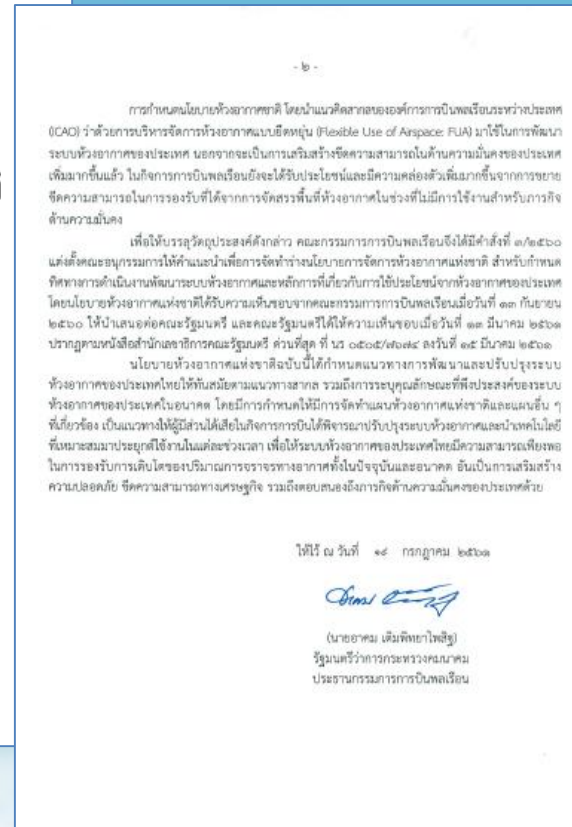 - ๒ -
การกำหนดนโยบายห้วงอากาศชาติ โดยนำแนวคิดสากลขององค์การการบินพลเรือนระหว่างประเทศ
(ICAO) ว่าด้วยการบริหารจัดการห้วงอากาศแบบยืดหยุ่น (Flexible Use of Airspace: FUA) มาใช้ในการพัฒนา
ระบบห้วงอากาศของประเทศ นอกจากจะเป็นการเสริมสร้างขีดความสามารถในด้านความมั่นคงของประเทศ
เพิ่มมากขึ้นแล้ว ในกิจการการบินพลเรือนยังจะได้รับประโยชน์และมีความคล่องตัวเพิ่มมากขึ้นจากการขยาย
ขีดความสามารถในการรองรับที่ได้จากการจัดสรรพื้นที่ห้วงอากาศในช่วงที่ไม่มีการใช้งานสำหรับภารกิจ
ด้านความมั่นคง
เพื่อให้บรรลุวัตถุประสงค์ดังกล่าว คณะกรรมการการบินพลเรือนจึงได้มีคำสั่งที่ ๓/๒๕๖๐
แต่งตั้งคณะอนุกรรมการให้คำแนะนำเพื่อการจัดทำร่างนโยบายการจัดการห้วงอากาศแห่งชาติ สำหรับกำหนด
ทิศทางการดำเนินงานพัฒนาระบบห้วงอากาศและหลักการที่เกี่ยวกับการใช้ประโยชน์จากห้วงอากาศของประเทศ
โดยนโยบายห้วงอากาศแห่งชาติได้รับความเห็นชอบจากคณะกรรมการการบินพลเรือนเมื่อวันที่ ๑๓ กันยายน
๒๕๖๐ ให้นำเสนอต่อคณะรัฐมนตรี และคณะรัฐมนตรีได้ให้ความเห็นชอบเมื่อวันที่ ๑๓ มีนาคม ๒๕๖๑
ปรากฏตามหนังสือสำนักเลขาธิการคณะรัฐมนตรี ด่วนที่สุด ที่ นร ๐๕๐๕/๗๖๗๔ ลงวันที่ ๑๕ มีนาคม ๒๕๖๑
นโยบายห้วงอากาศแห่งชาติฉบับนี้ได้กำหนดแนวทางการพัฒนาและปรับปรุงระบบ
ห้วงอากาศของประเทศไทยให้ทันสมัยตามแนวทางสากล รวมถึงการระบุคุณลักษณะที่พึงประสงค์ของระบบ
ห้วงอากาศของประเทศในอนาคต โดยมีการกำหนดให้มีการจัดทำแผนห้วงอากาศแห่งชาติและแผนอื่น ๆ
ที่เกี่ยวข้อง เป็นแนวทางให้ผู้มีส่วนได้เสียในกิจการการบินได้พิจารณาปรับปรุงระบบห้วงอากาศและนำเทคโนโลยี
ที่เหมาะสมมาประยุกต์ใช้งานในแต่ละช่วงเวลา เพื่อให้ระบบห้วงอากาศของประเทศไทยมีความสามารถเพียงพอ
ในการรองรับการเติบโตของปริมาณการจราจรทางอากาศทั้งในปัจจุบันและอนาคต อันเป็นการเสริมสร้าง
ความปลอดภัย ขีดความสามารถทางเศรษฐกิจ รวมถึงตอบสนองถึงภารกิจด้านความมั่นคงของประเทศด้วย
ให้ไว้ ณ วันที่ ๑๙ กรกฎาคม ๒๕๖๑
(นายอาคม เติมพิทยาไพสิฐ)
รัฐมนตรีว่าการกระทรวงคมนาคม
ประธานกรรมการการบินพลเรือน